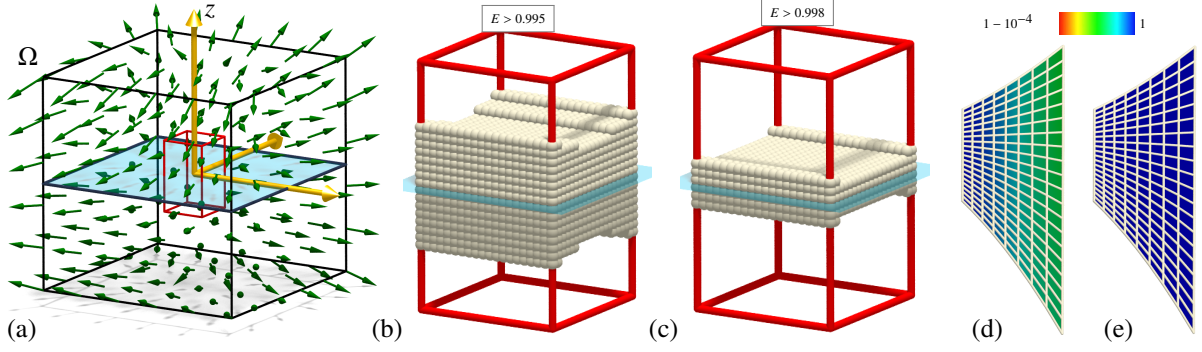 z
Ω
E > 0.995
E > 0.998
1 − 10⁻⁴
1
(a)
(b)
(c)
(d)
(e)